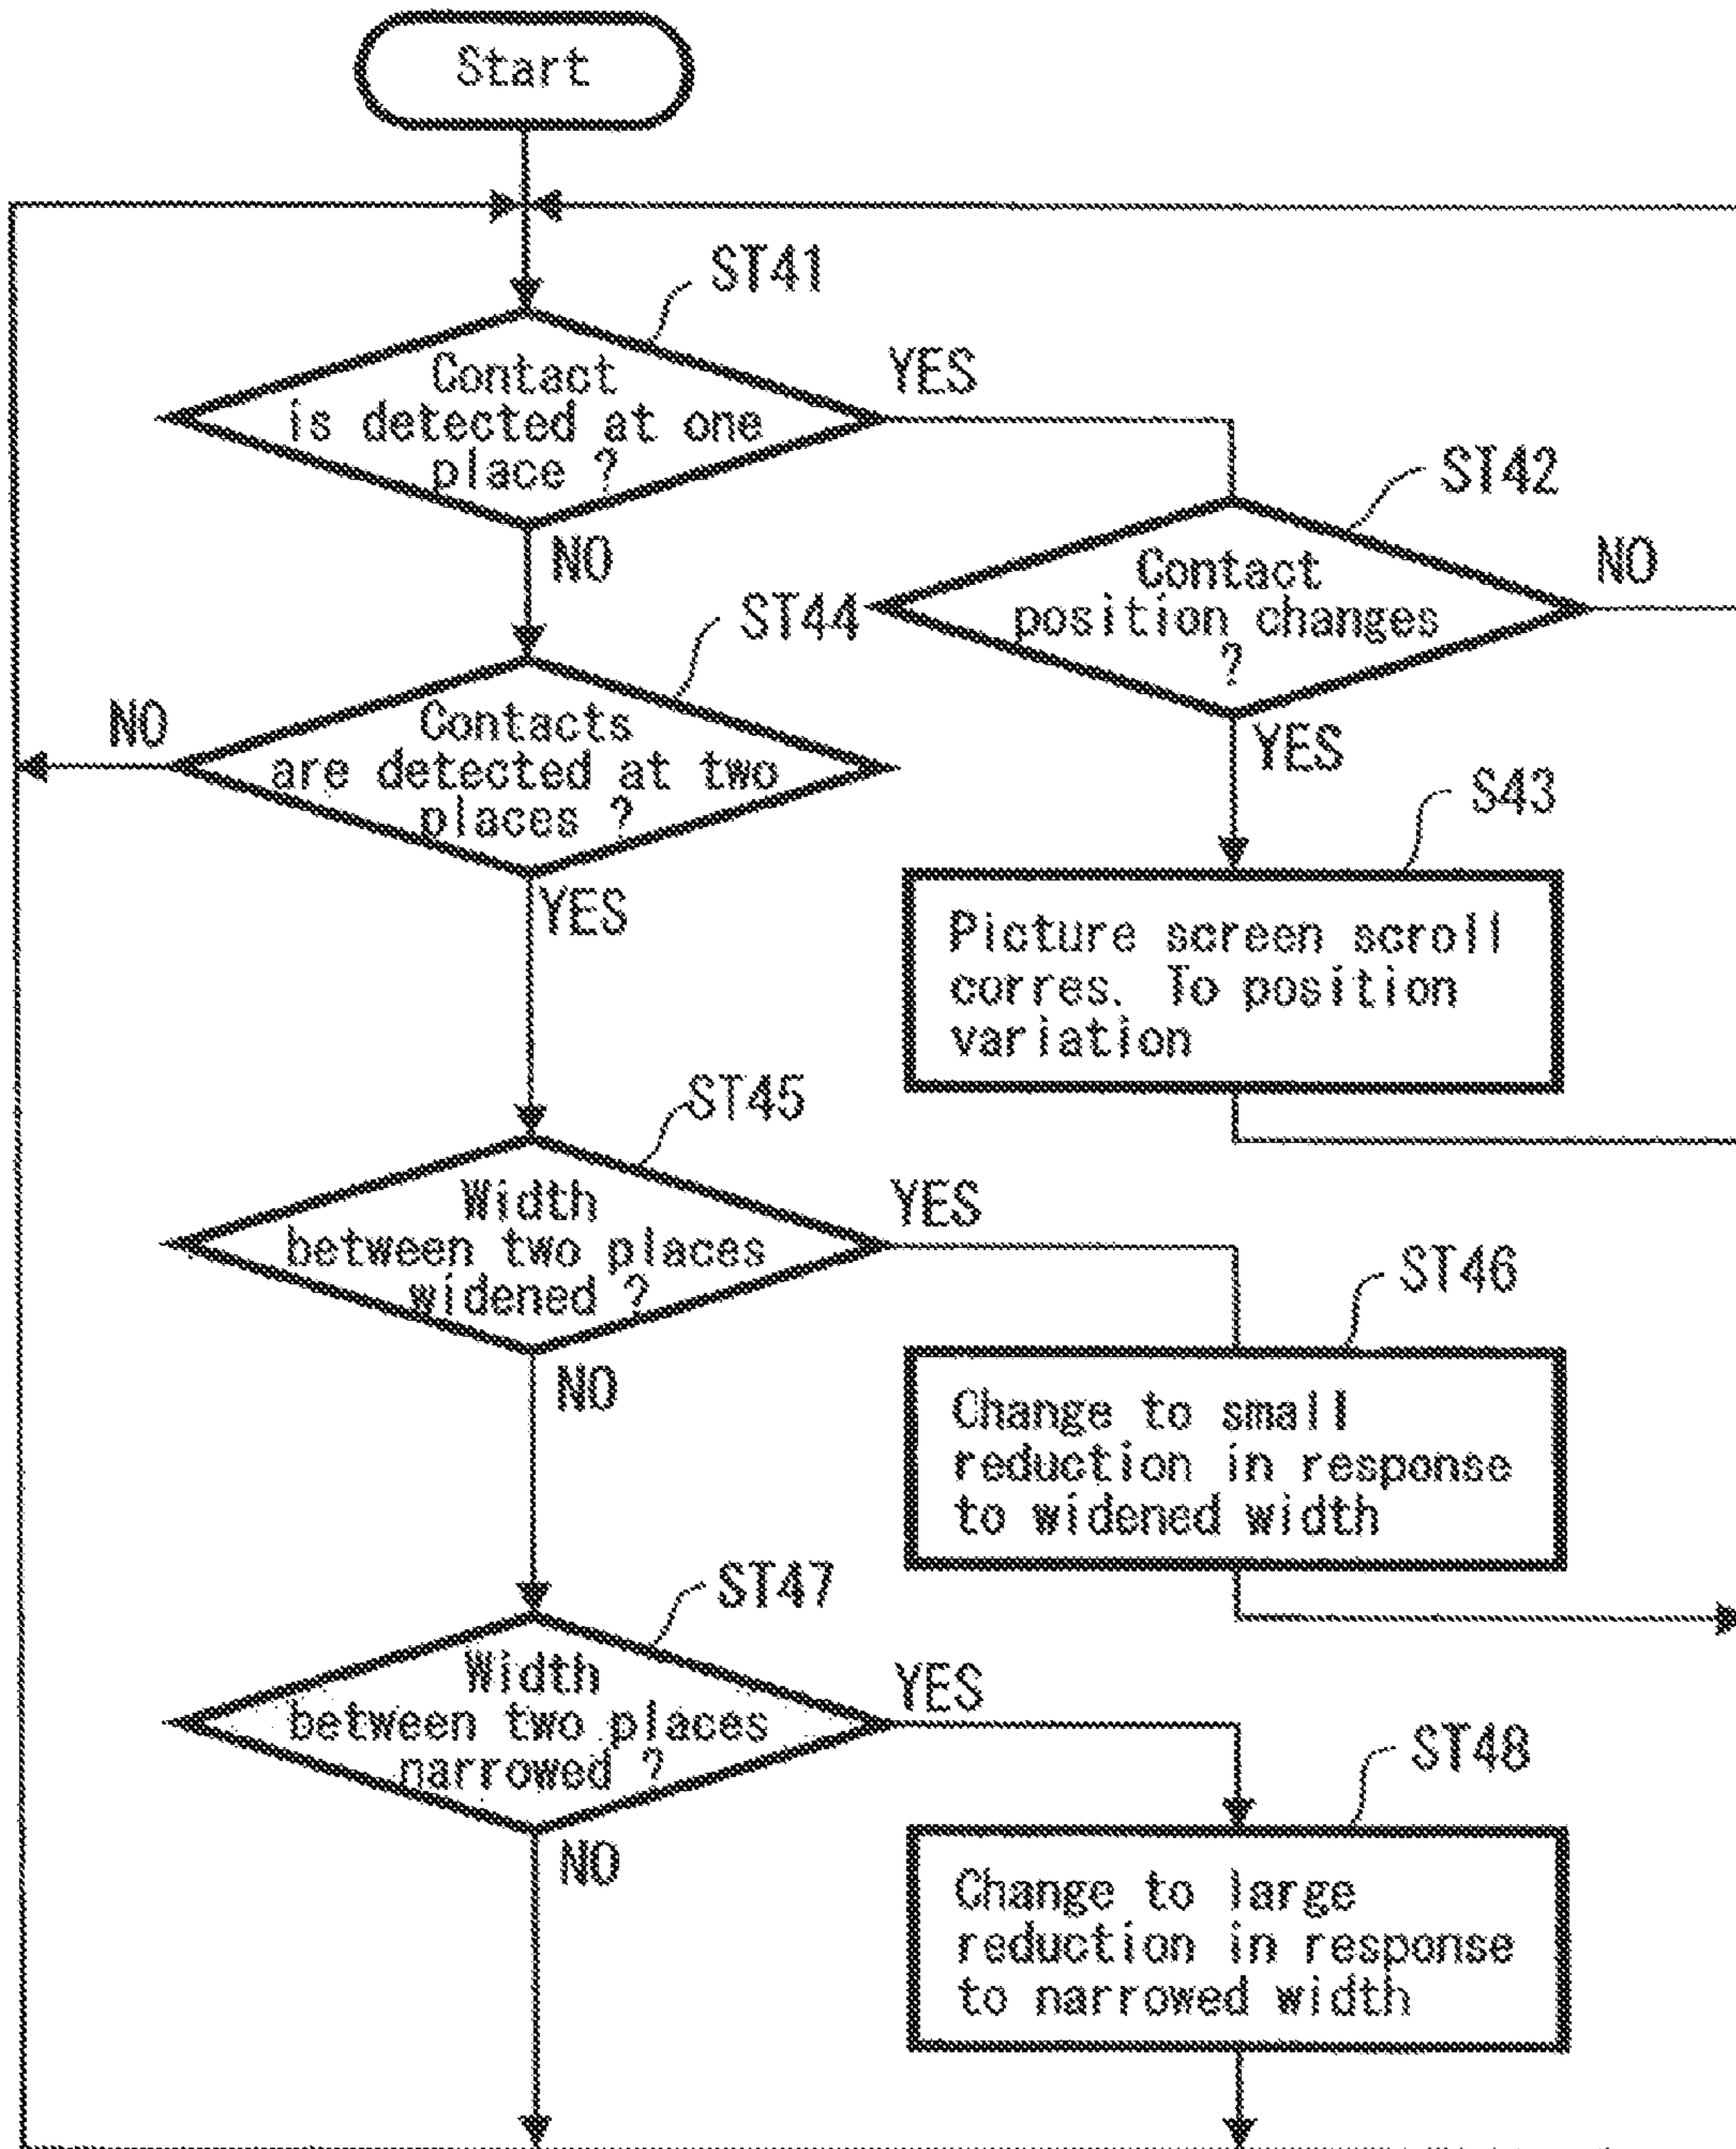 Start
ST41
Contact
is detected at one
place ?
YES
NO
ST42
Contact
position changes
?
NO
YES
ST44
Contacts
are detected at two
places ?
NO
YES
S43
Picture screen scroll
corres. To position
variation
ST45
Width
between two places
widened ?
YES
NO
ST46
Change to small
reduction in response
to widened width
ST47
Width
between two places
narrowed ?
YES
NO
ST48
Change to large
reduction in response
to narrowed width